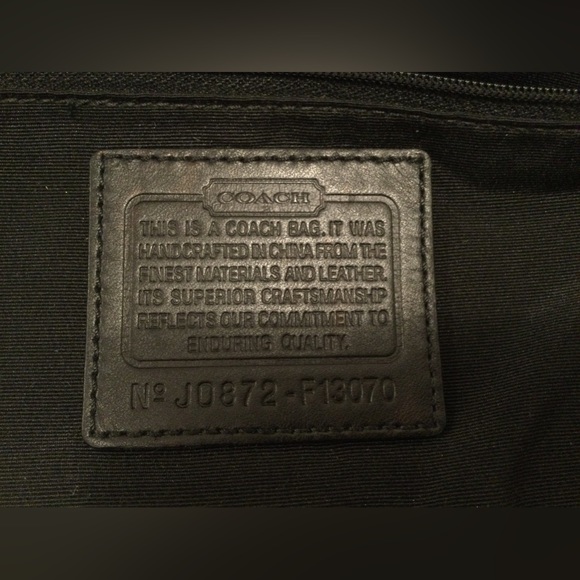 COACH
THIS IS A COACH BAG. IT WAS
HANDCRAFTED IN CHINA FROM THE
FINEST MATERIALS AND LEATHER.
ITS SUPERIOR CRAFTSMANSHIP
REFLECTS OUR COMMITMENT TO
ENDURING QUALITY.
Nº J0872-F13070